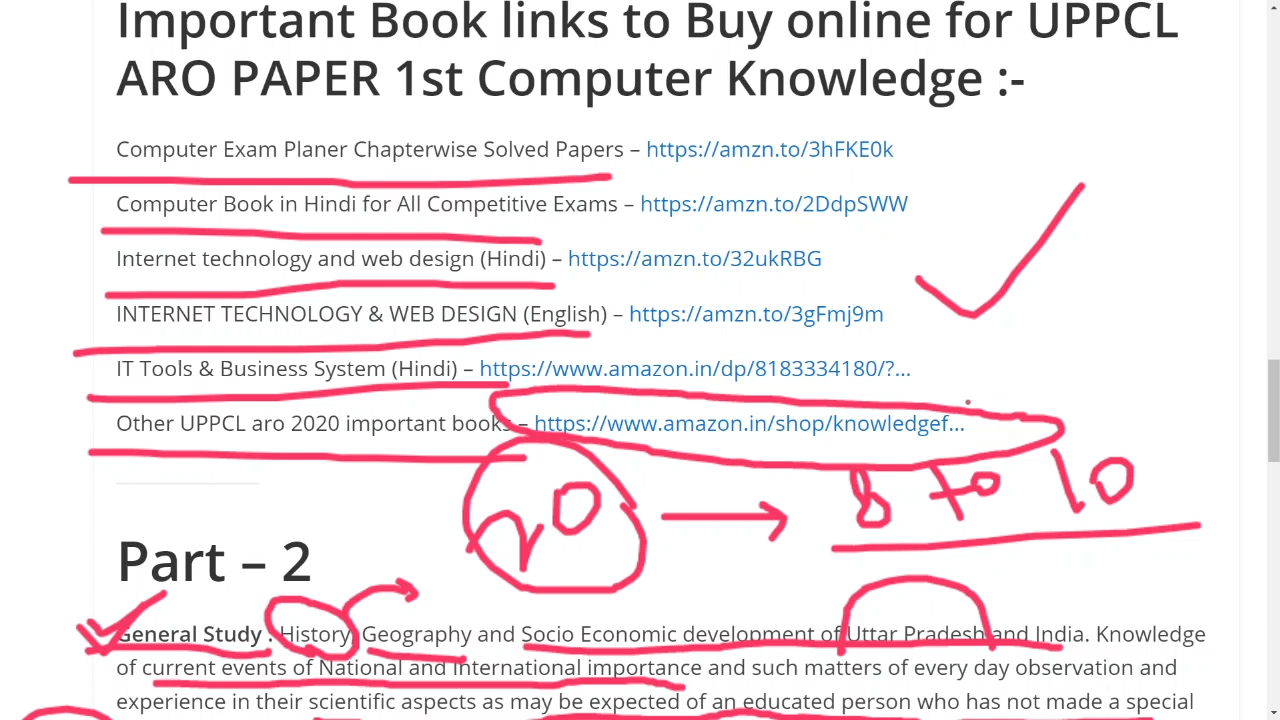 Important Book links to Buy online for UPPCL
ARO PAPER 1st Computer Knowledge :-
Computer Exam Planer Chapterwise Solved Papers – https://amzn.to/3hFKE0k
Computer Book in Hindi for All Competitive Exams – https://amzn.to/2DdpSWW
Internet technology and web design (Hindi) – https://amzn.to/32ukRBG
INTERNET TECHNOLOGY & WEB DESIGN (English) – https://amzn.to/3gFmj9m
IT Tools & Business System (Hindi) – https://www.amazon.in/dp/8183334180/?...
Other UPPCL aro 2020 important books – https://www.amazon.in/shop/knowledgef...
8 to 10
Part – 2
General Study : History, Geography and Socio Economic development of Uttar Pradesh and India. Knowledge
of current events of National and International importance and such matters of every day observation and
experience in their scientific aspects as may be expected of an educated person who has not made a special